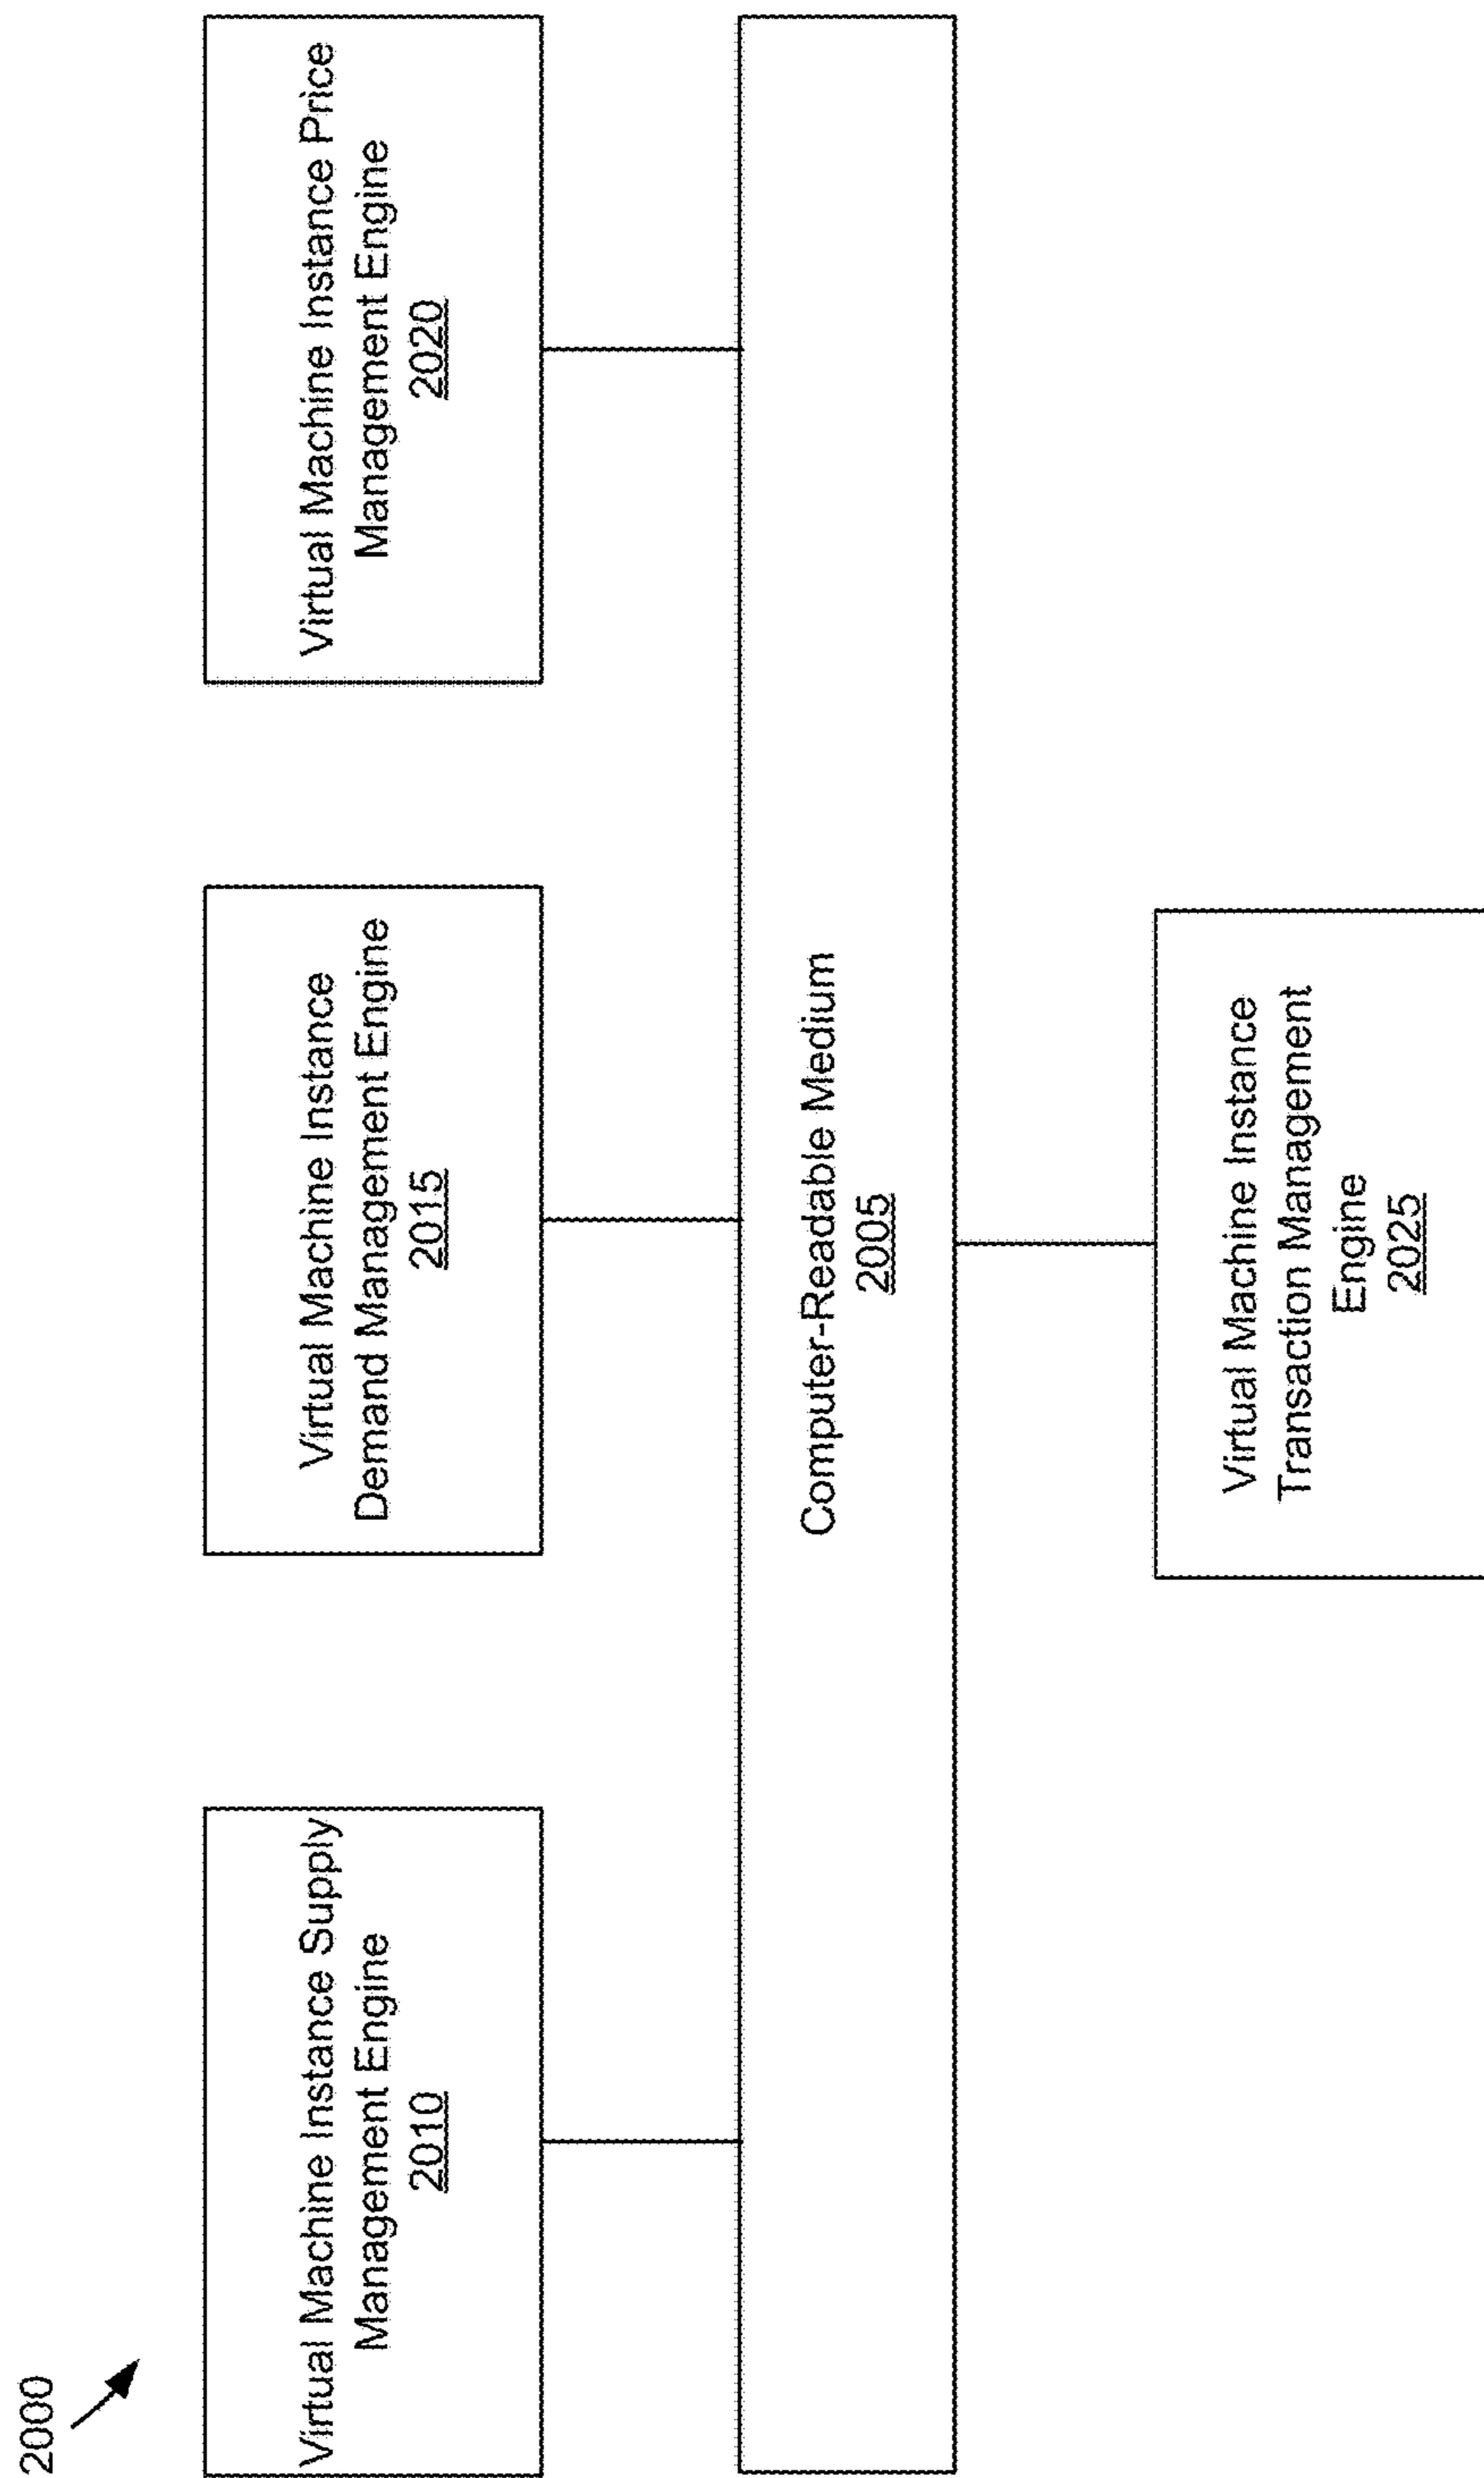 2000
Virtual Machine Instance Supply
Management Engine
2010
Virtual Machine Instance
Demand Management Engine
2015
Virtual Machine Instance Price
Management Engine
2020
Computer-Readable Medium
2005
Virtual Machine Instance
Transaction Management
Engine
2025